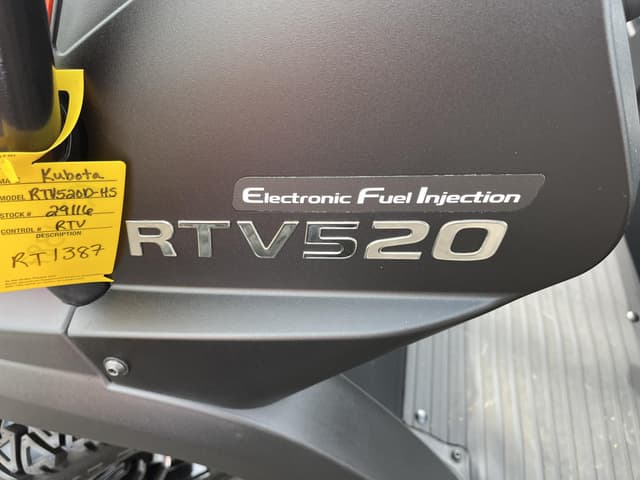 Kubota
MODEL RTV520D-HS
STOCK # 29116
CONTROL # RTV
DESCRIPTION
RT1387
Electronic Fuel Injection
RTV520